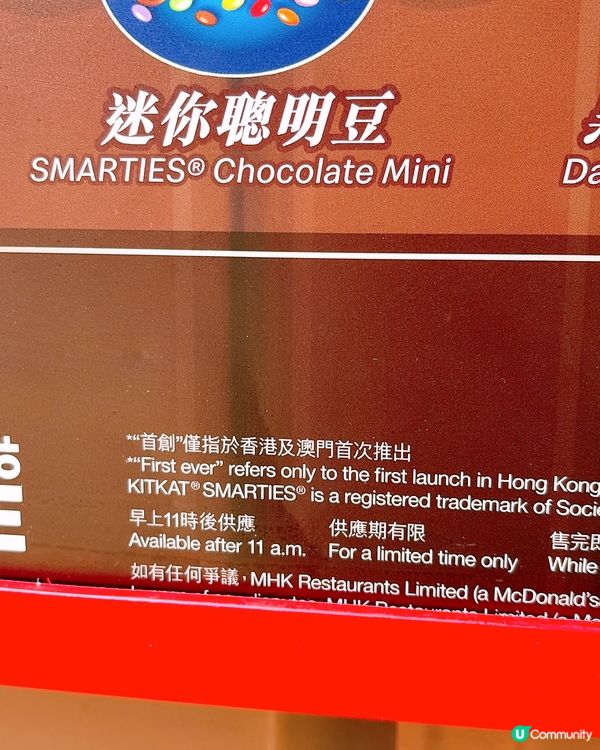 迷你聰明豆
SMARTIES® Chocolate Mini
Da
*“首創”僅指於香港及澳門首次推出
*“First ever” refers only to the first launch in Hong Kong
KITKAT® SMARTIES® is a registered trademark of Socie
早上11時後供應 供應期有限 售完即
Available after 11 a.m. For a limited time only While
如有任何爭議，MHK Restaurants Limited (a McDonald's
U Community